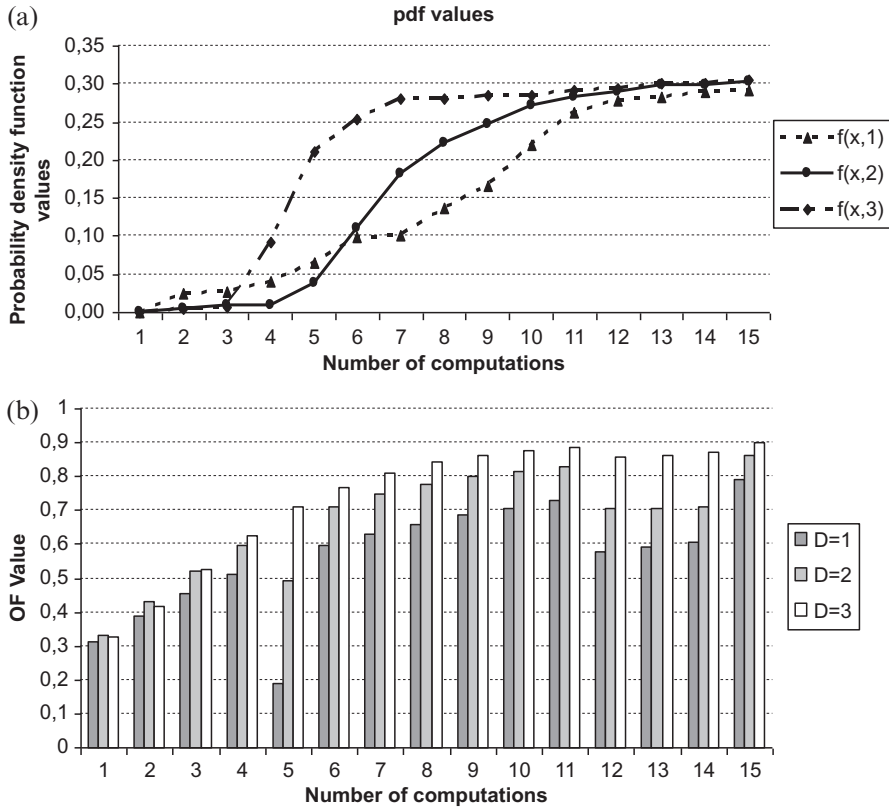 (a)
pdf values
Probability density function
values
0,35
0,30
0,25
0,20
0,15
0,10
0,05
0,00
1 2 3 4 5 6 7 8 9 10 11 12 13 14 15
Number of computations
f(x,1)
f(x,2)
f(x,3)
(b)
OF Value
1
0,9
0,8
0,7
0,6
0,5
0,4
0,3
0,2
0,1
0
1 2 3 4 5 6 7 8 9 10 11 12 13 14 15
Number of computations
D=1
D=2
D=3